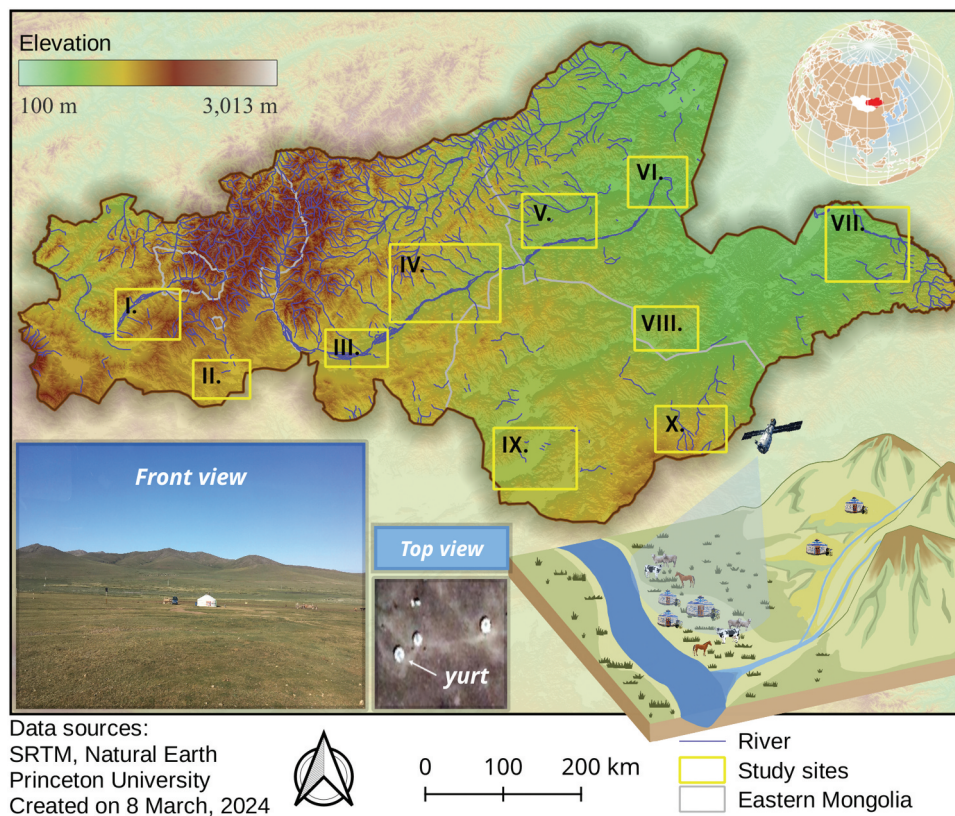 Elevation
100 m 3,013 m
I.
II.
III.
IV.
V.
VI.
VII.
VIII.
IX.
X.
Front view
Top view
yurt
Data sources:
SRTM, Natural Earth
Princeton University
Created on 8 March, 2024
0 100 200 km
River
Study sites
Eastern Mongolia